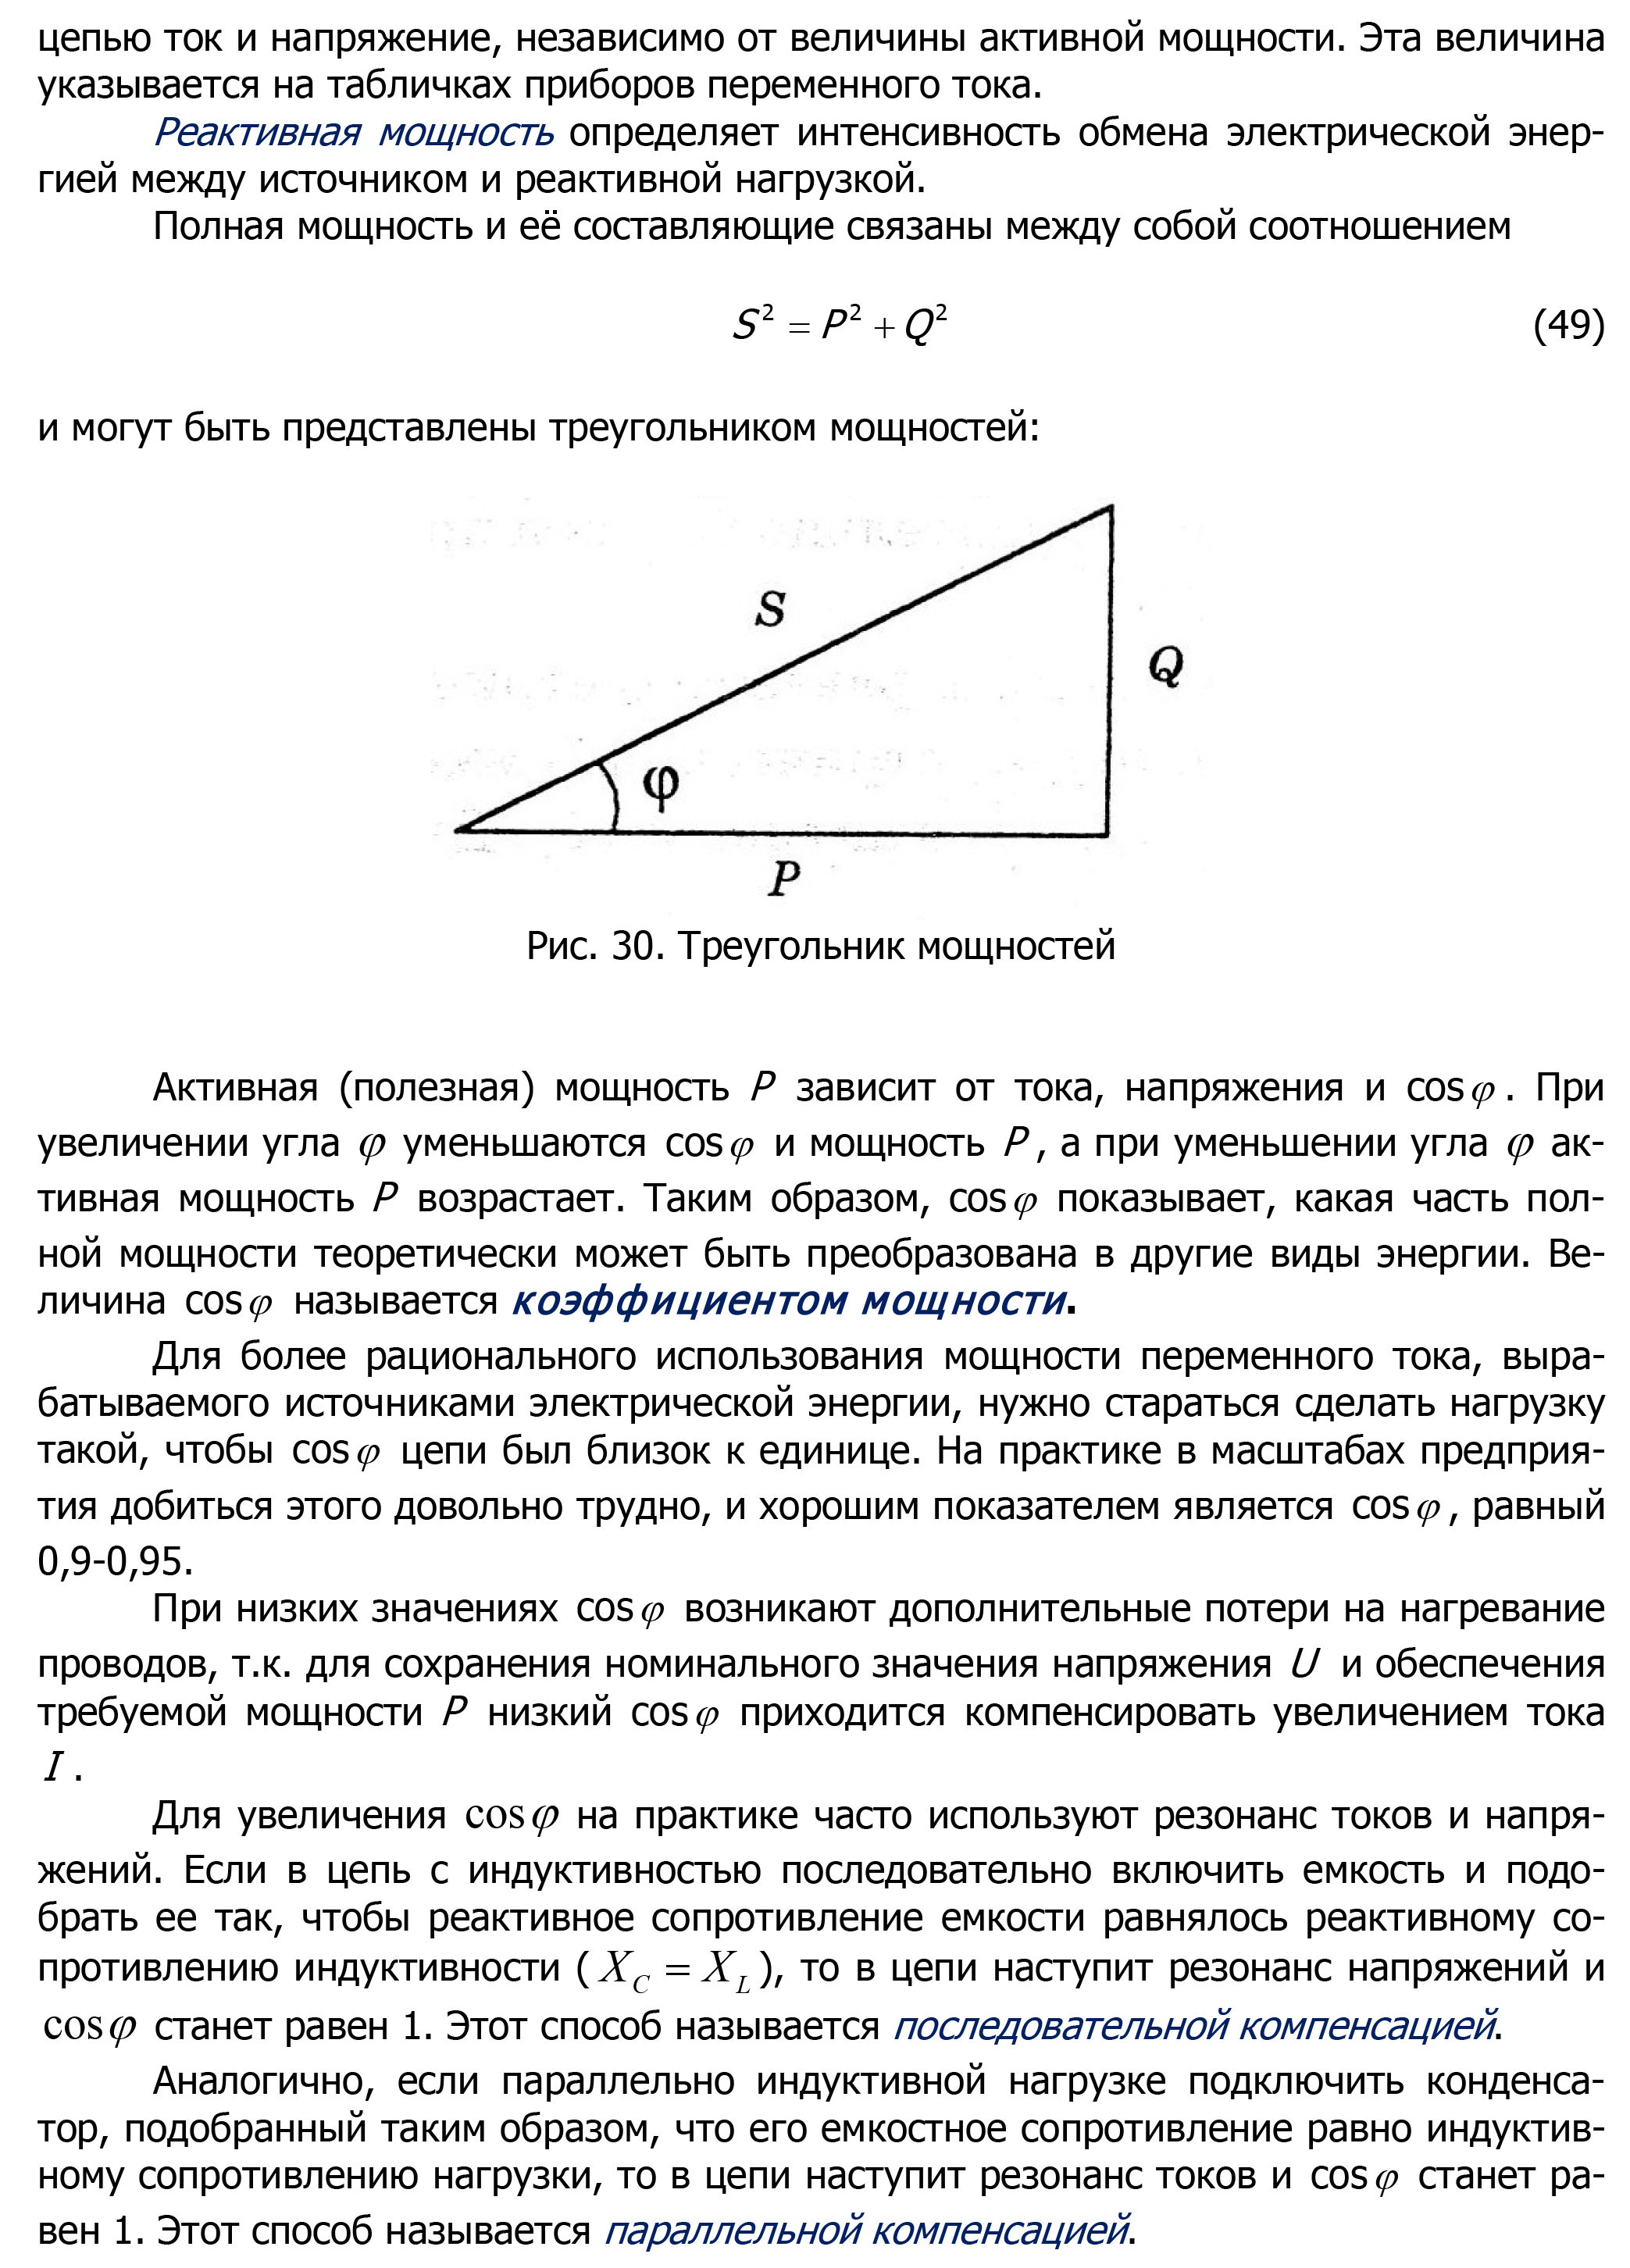 цепью ток и напряжение, независимо от величины активной мощности. Эта величина
указывается на табличках приборов переменного тока.
Реактивная мощность определяет интенсивность обмена электрической энер-
гией между источником и реактивной нагрузкой.
Полная мощность и её составляющие связаны между собой соотношением
S² = P² + Q² (49)
и могут быть представлены треугольником мощностей:
S
Q
φ
P
Рис. 30. Треугольник мощностей
Активная (полезная) мощность P зависит от тока, напряжения и cos φ. При
увеличении угла φ уменьшаются cos φ и мощность P, а при уменьшении угла φ ак-
тивная мощность P возрастает. Таким образом, cos φ показывает, какая часть пол-
ной мощности теоретически может быть преобразована в другие виды энергии. Ве-
личина cos φ называется коэффициентом мощности.
Для более рационального использования мощности переменного тока, выра-
батываемого источниками электрической энергии, нужно стараться сделать нагрузку
такой, чтобы cos φ цепи был близок к единице. На практике в масштабах предприя-
тия добиться этого довольно трудно, и хорошим показателем является cos φ, равный
0,9-0,95.
При низких значениях cos φ возникают дополнительные потери на нагревание
проводов, т.к. для сохранения номинального значения напряжения U и обеспечения
требуемой мощности P низкий cos φ приходится компенсировать увеличением тока
I.
Для увеличения cos φ на практике часто используют резонанс токов и напря-
жений. Если в цепь с индуктивностью последовательно включить емкость и подо-
брать ее так, чтобы реактивное сопротивление емкости равнялось реактивному со-
противлению индуктивности (X_C = X_L), то в цепи наступит резонанс напряжений и
cos φ станет равен 1. Этот способ называется последовательной компенсацией.
Аналогично, если параллельно индуктивной нагрузке подключить конденса-
тор, подобранный таким образом, что его емкостное сопротивление равно индуктив-
ному сопротивлению нагрузки, то в цепи наступит резонанс токов и cos φ станет ра-
вен 1. Этот способ называется параллельной компенсацией.